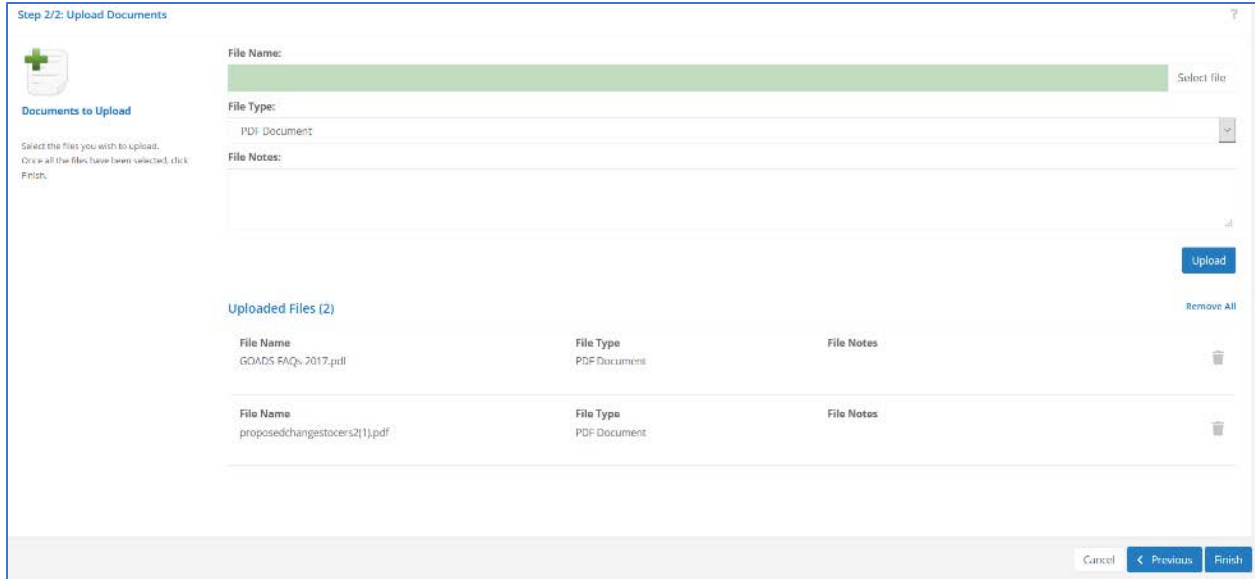 Step 2/2: Upload Documents
?
File Name:
Select file
Documents to Upload
File Type:
PDF Document
Select the files you wish to upload.
Once all the files have been selected, click
Finish.
File Notes:
Upload
Uploaded Files (2)
Remove All
File Name File Type File Notes
GOADS FAQs 2017.pdf PDF Document
File Name File Type File Notes
proposedchangestocers2(1).pdf PDF Document
Cancel < Previous Finish